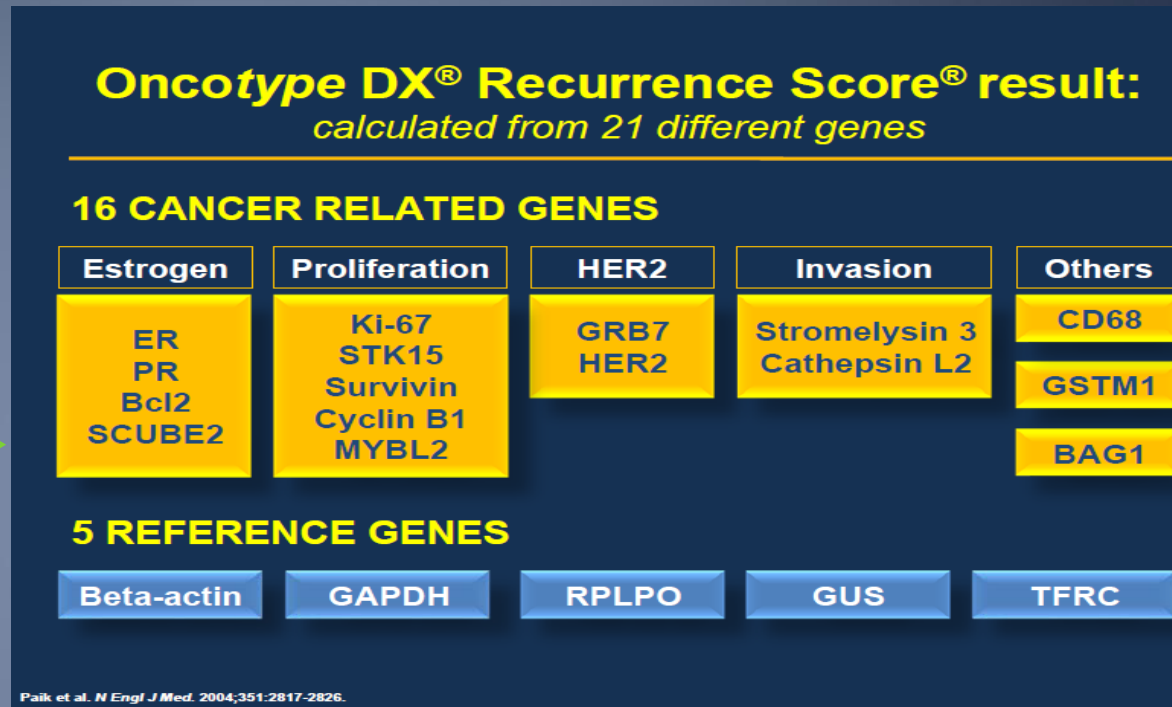 Oncotype DX® Recurrence Score® result:
calculated from 21 different genes
16 CANCER RELATED GENES
Estrogen
ER
PR
Bcl2
SCUBE2
Proliferation
Ki-67
STK15
Survivin
Cyclin B1
MYBL2
HER2
GRB7
HER2
Invasion
Stromelysin 3
Cathepsin L2
Others
CD68
GSTM1
BAG1
5 REFERENCE GENES
Beta-actin
GAPDH
RPLPO
GUS
TFRC
Paik et al. N Engl J Med. 2004;351:2817-2826.